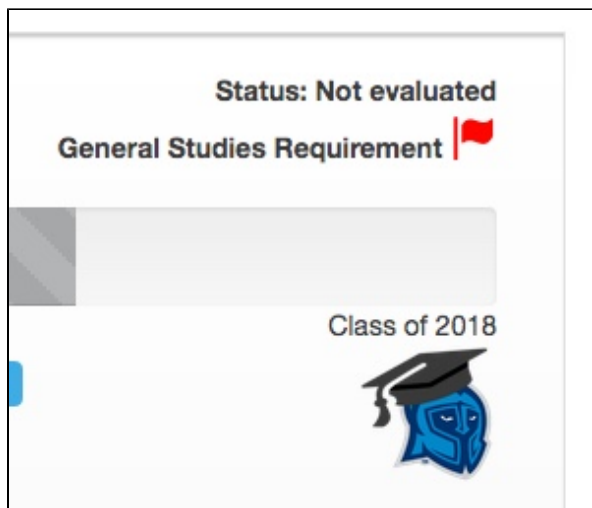 Status: Not evaluated
General Studies Requirement
Class of 2018